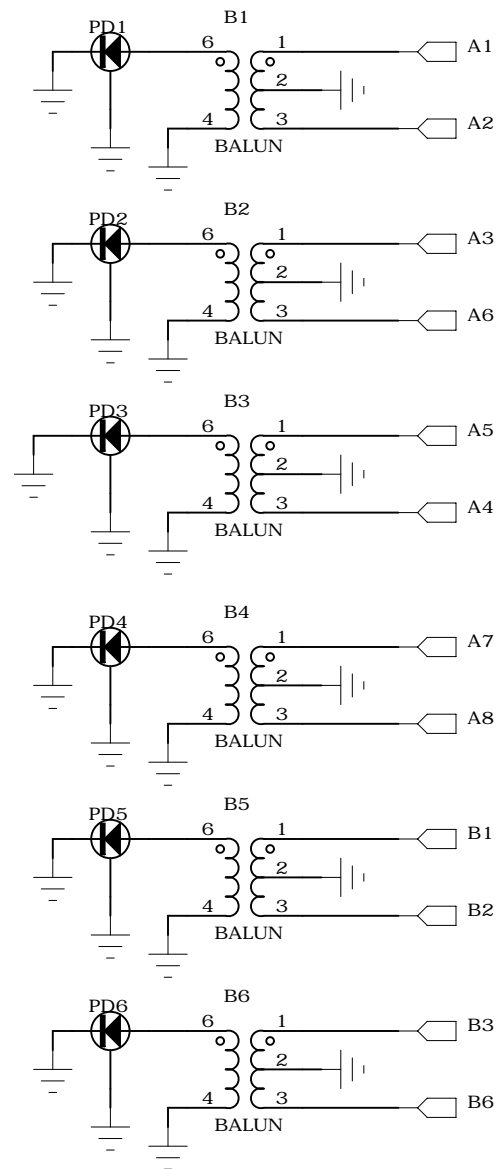 B1
PD1 6 1 A1
2
4 3 A2
BALUN
B2
PD2 6 1 A3
2
4 3 A6
BALUN
B3
PD3 6 1 A5
2
4 3 A4
BALUN
B4
PD4 6 1 A7
2
4 3 A8
BALUN
B5
PD5 6 1 B1
2
4 3 B2
BALUN
B6
PD6 6 1 B3
2
4 3 B6
BALUN